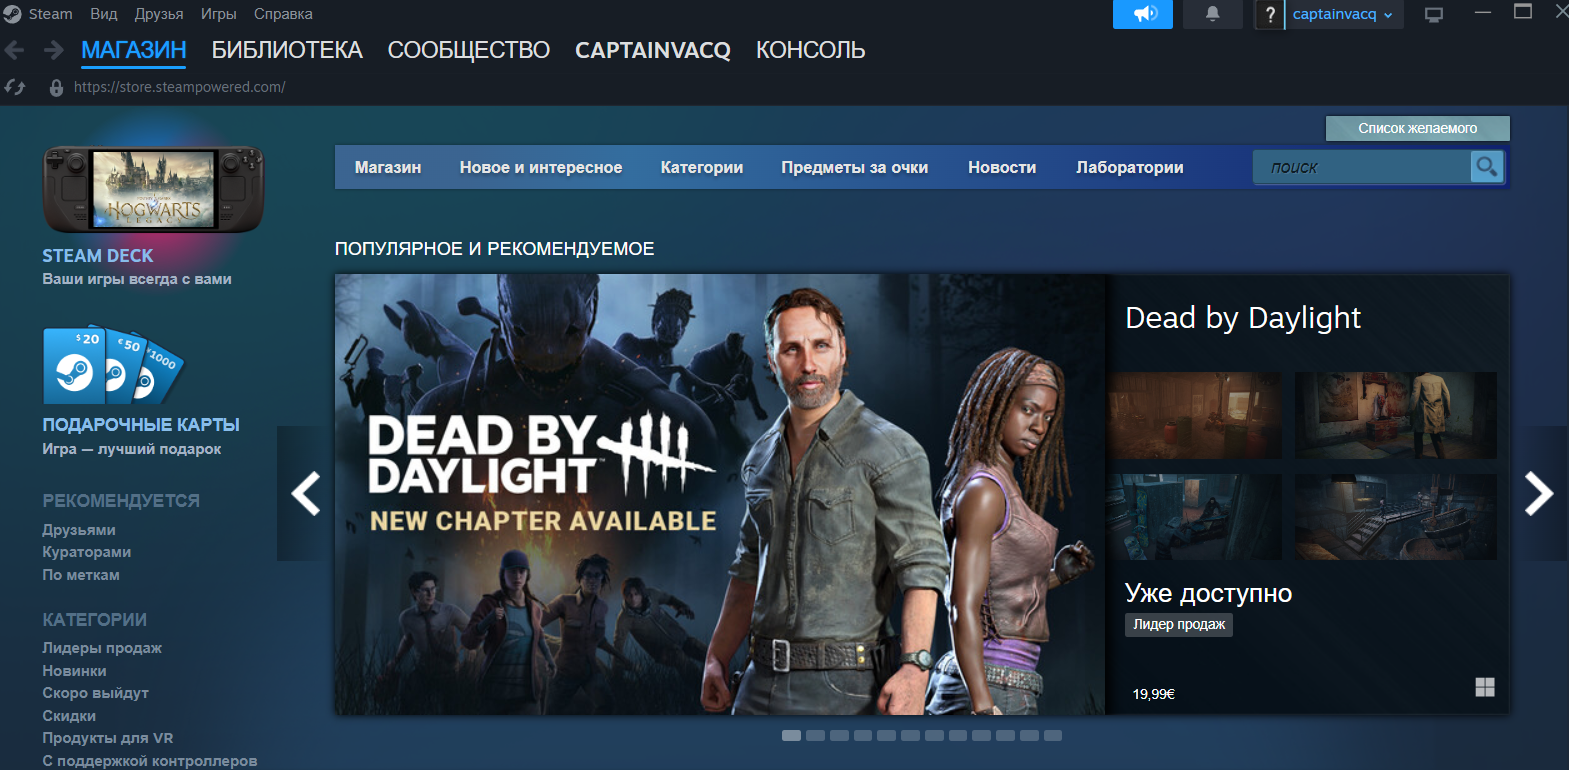 Steam Вид Друзья Игры Справка
? captainvacq
МАГАЗИН БИБЛИОТЕКА СООБЩЕСТВО CAPTAINVACQ КОНСОЛЬ
https://store.steampowered.com/
Список желаемого
Магазин Новое и интересное Категории Предметы за очки Новости Лаборатории поиск
HOGWARTS
LEGACY
STEAM DECK
Ваши игры всегда с вами
$ 20
€ 50
¥1000
ПОДАРОЧНЫЕ КАРТЫ
Игра — лучший подарок
РЕКОМЕНДУЕТСЯ
Друзьями
Кураторами
По меткам
КАТЕГОРИИ
Лидеры продаж
Новинки
Скоро выйдут
Скидки
Продукты для VR
С поддержкой контроллеров
ПОПУЛЯРНОЕ И РЕКОМЕНДУЕМОЕ
DEAD BY
DAYLIGHT™
NEW CHAPTER AVAILABLE
Dead by Daylight
Уже доступно
Лидер продаж
19,99€